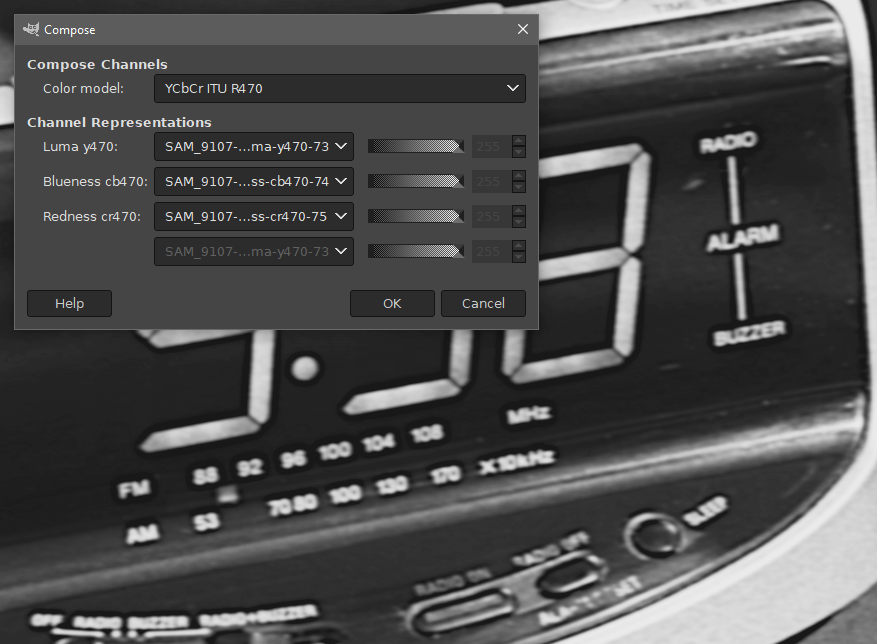 Compose
Compose Channels
Color model: YCbCr ITU R470
Channel Representations
Luma y470: SAM_9107-...ma-y470-73 255
Blueness cb470: SAM_9107-...ss-cb470-74 255
Redness cr470: SAM_9107-...ss-cr470-75 255
SAM_9107-...ma-y470-73 255
Help OK Cancel
RADIO
ALARM
BUZZER
MHz
FM 88 92 96 100 104 108
AM 53 70 80 100 130 170 X10kHz
SLEEP
RADIO ON RADIO OFF
OFF RADIO BUZZER RADIO+BUZZER